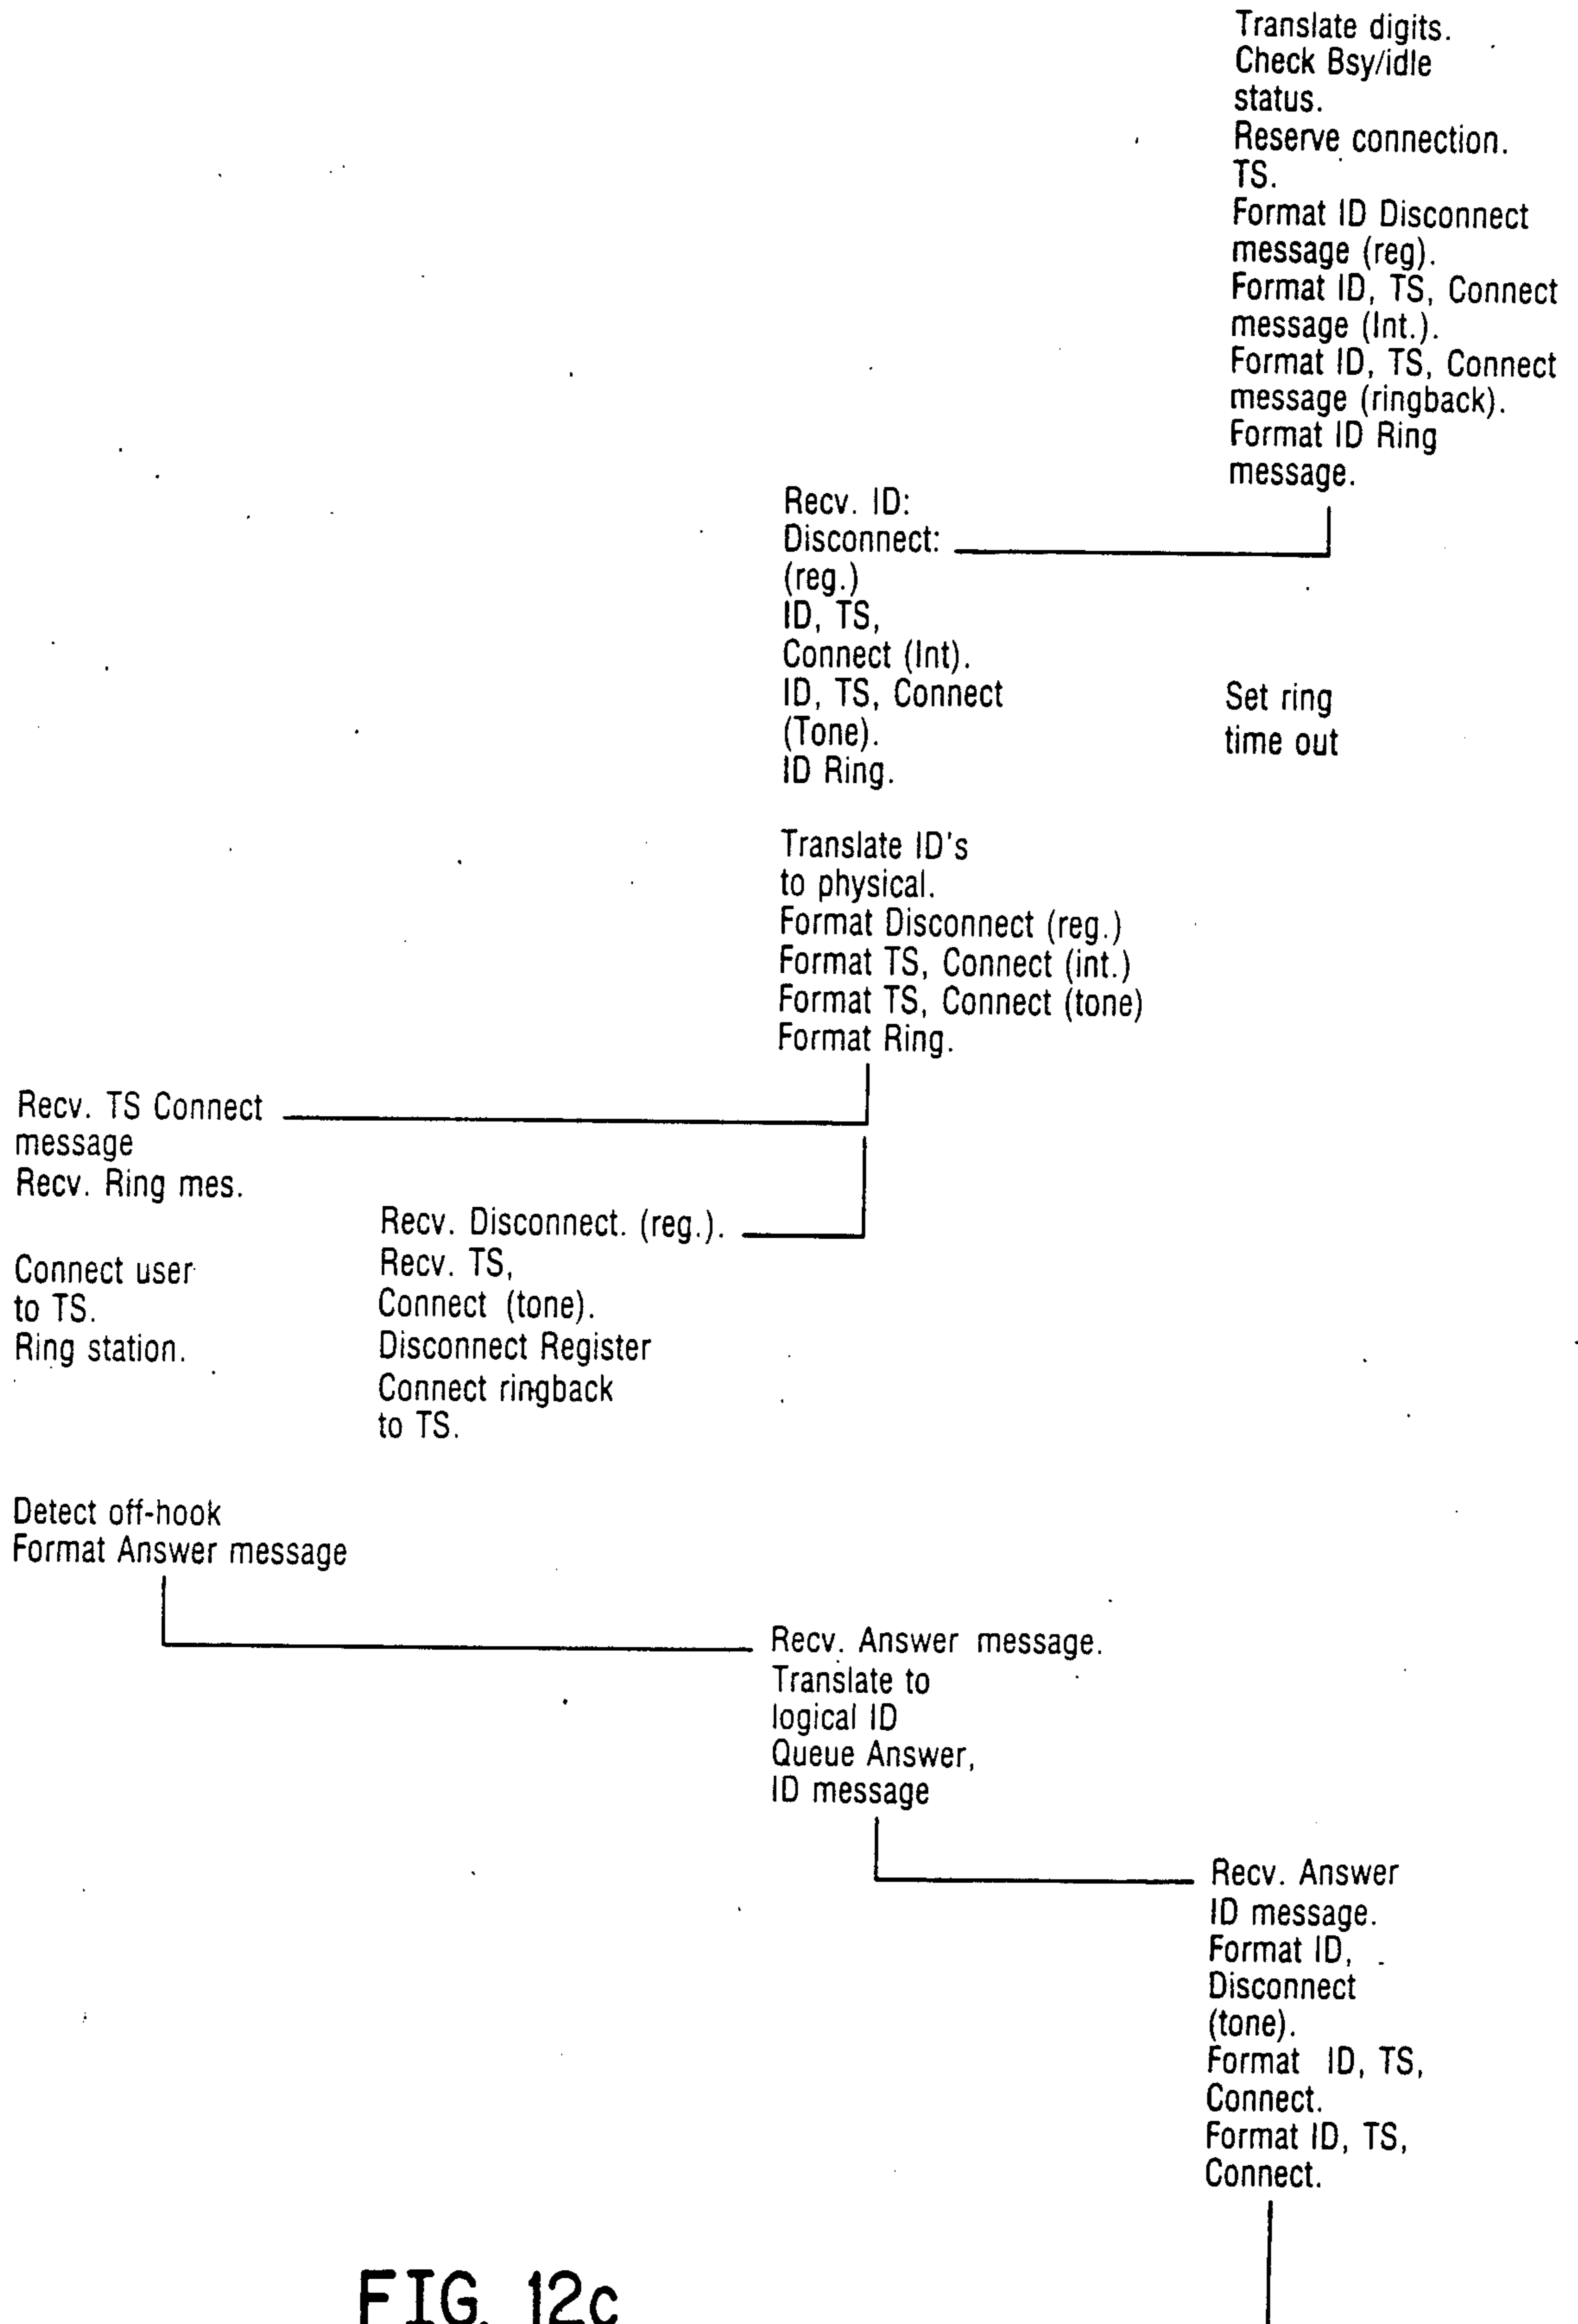 Translate digits.
Check Bsy/idle
status.
Reserve connection.
TS.
Format ID Disconnect
message (reg).
Format ID, TS, Connect
message (Int.).
Format ID, TS, Connect
message (ringback).
Format ID Ring
message.
Recv. ID:
Disconnect:
(reg.)
ID, TS,
Connect (Int).
ID, TS, Connect
(Tone).
ID Ring.
Set ring
time out
Translate ID's
to physical.
Format Disconnect (reg.)
Format TS, Connect (int.)
Format TS, Connect (tone)
Format Ring.
Recv. TS Connect
message
Recv. Ring mes.
Connect user
to TS.
Ring station.
Recv. Disconnect. (reg.).
Recv. TS,
Connect (tone).
Disconnect Register
Connect ringback
to TS.
Detect off-hook
Format Answer message
Recv. Answer message.
Translate to
logical ID
Queue Answer,
ID message
Recv. Answer
ID message.
Format ID,
Disconnect
(tone).
Format ID, TS,
Connect.
Format ID, TS,
Connect.
FIG. 12c